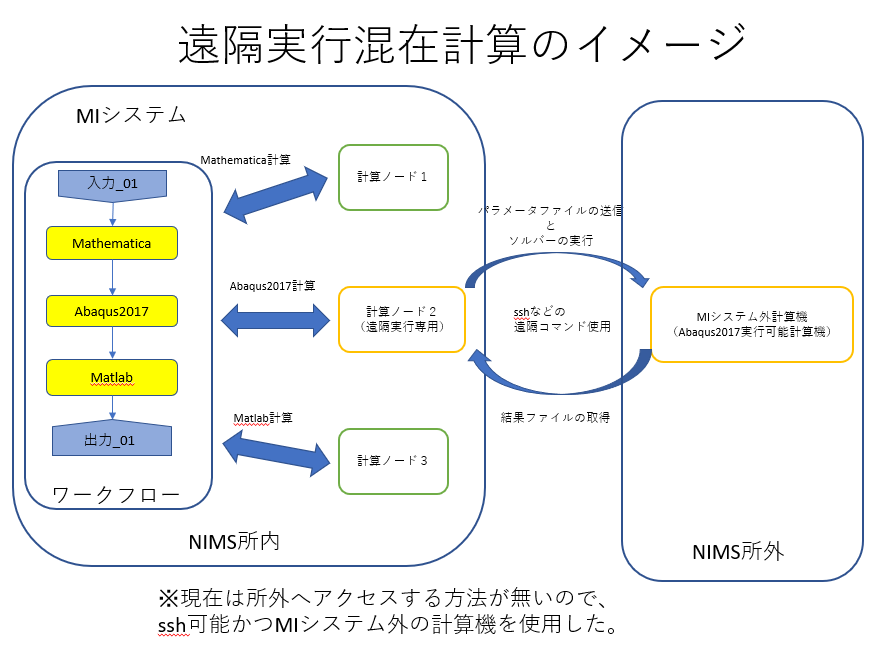 遠隔実行混在計算のイメージ
MIシステム
Mathematica計算
計算ノード１
入力_01
Mathematica
パラメータファイルの送信
と
ソルバーの実行
Abaqus2017計算
Abaqus2017
計算ノード２
（遠隔実行専用）
sshなどの
遠隔コマンド使用
MIシステム外計算機
（Abaqus2017実行可能計算機）
Matlab
Matlab計算
結果ファイルの取得
出力_01
計算ノード３
ワークフロー
NIMS所内
NIMS所外
※現在は所外へアクセスする方法が無いので、
ssh可能かつMIシステム外の計算機を使用した。